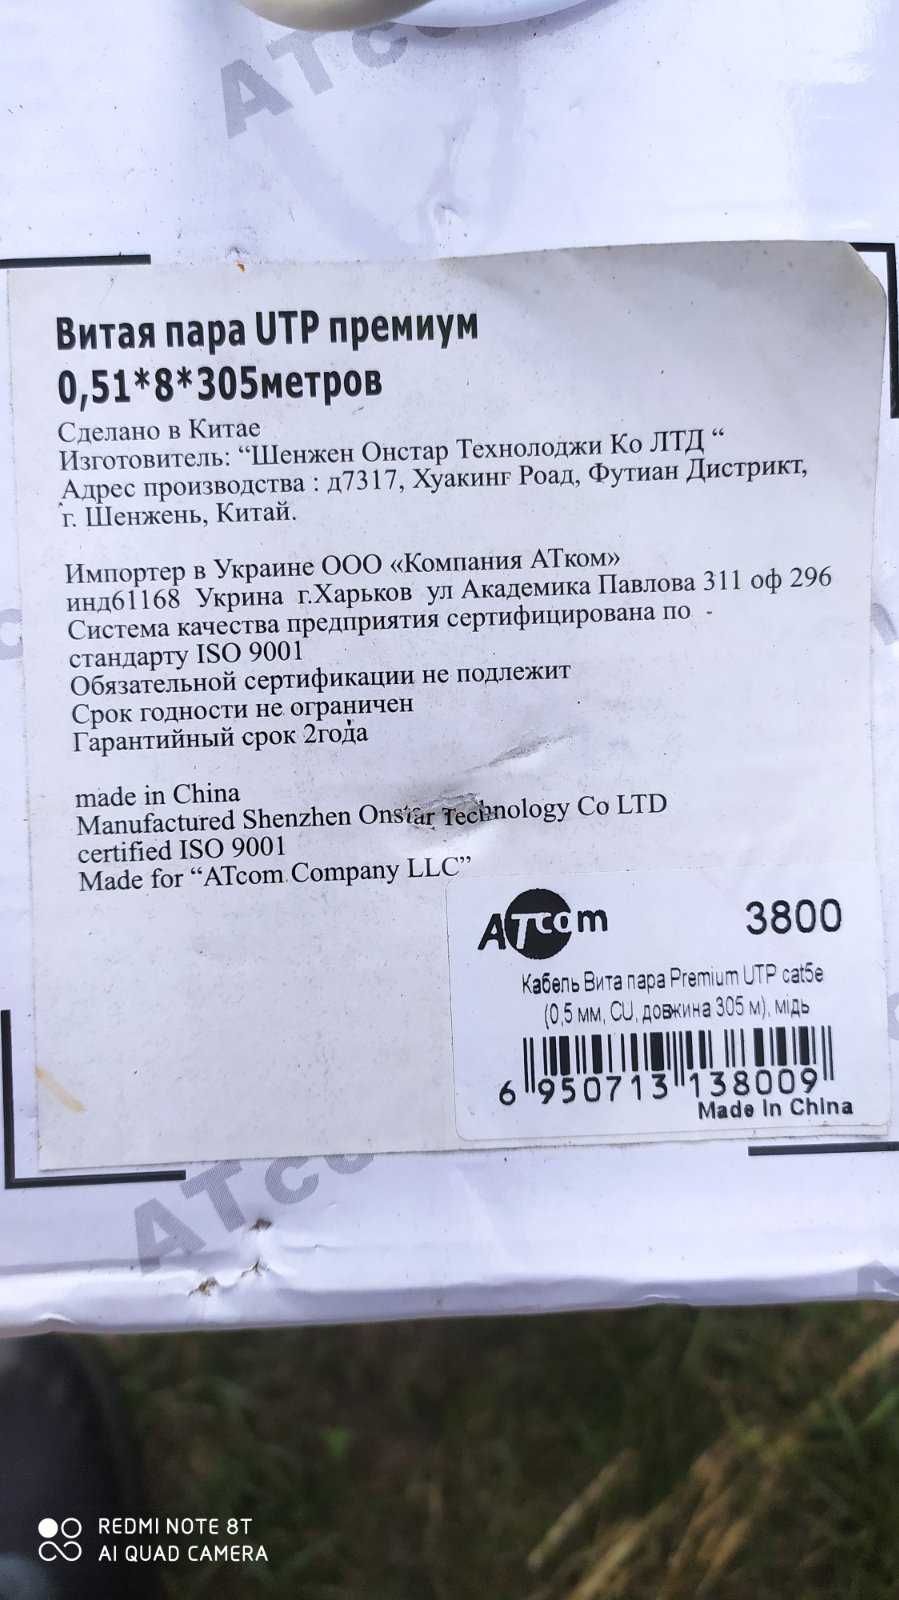 ATco
Витая пара UTP премиум
0,51*8*305метров
Сделано в Китае
Изготовитель: “Шенжен Онстар Технолоджи Ко ЛТД “
Адрес производства : д7317, Хуакинг Роад, Футиан Дистрикт,
г. Шенжень, Китай.
Импортер в Украине ООО «Компания АТком»
инд61168 Укрина г.Харьков ул Академика Павлова 311 оф 296
Система качества предприятия сертифицирована по -
стандарту ISO 9001
Обязательной сертификации не подлежит
Срок годности не ограничен
Гарантийный срок 2года
made in China
Manufactured Shenzhen Onstar Technology Co LTD
certified ISO 9001
Made for “ATcom Company LLC”
ATcom 3800
Кабель Вита пара Premium UTP cat5e
(0,5 мм, CU, довжина 305 м), мідь
6 950713 138009
Made In China
ATco
REDMI NOTE 8T
AI QUAD CAMERA